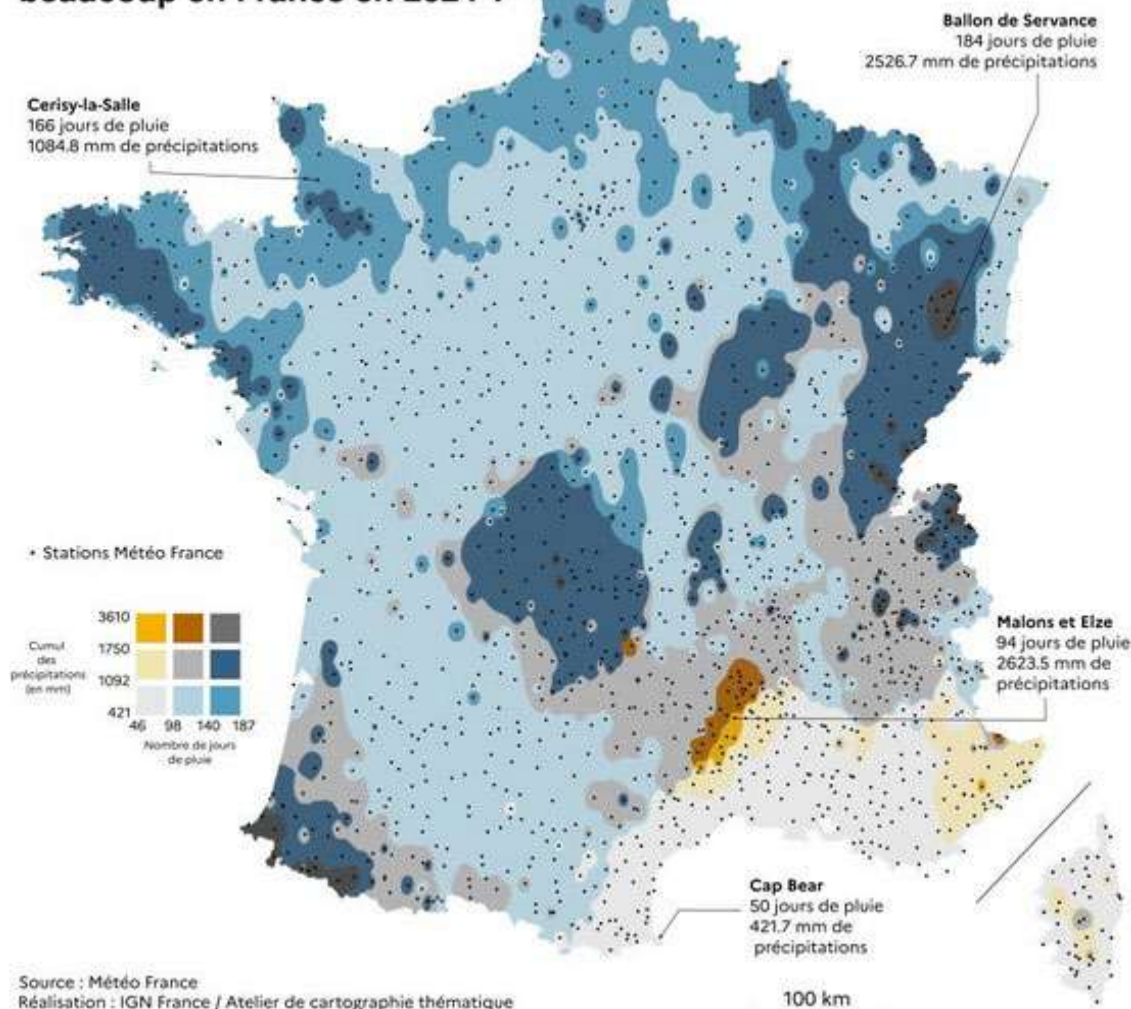 beaucoup en France en 2024 ?
Ballon de Servance
184 jours de pluie
2526.7 mm de précipitations
Cerisy-la-Salle
166 jours de pluie
1084.8 mm de précipitations
• Stations Météo France
3610
1750
1092
421
Cumul
des
précipitations
(en mm)
46 98 140 187
Nombre de jours
de pluie
Malons et Elze
94 jours de pluie
2623.5 mm de
précipitations
Cap Bear
50 jours de pluie
421.7 mm de
précipitations
Source : Météo France
Réalisation : IGN France / Atelier de cartographie thématique
100 km